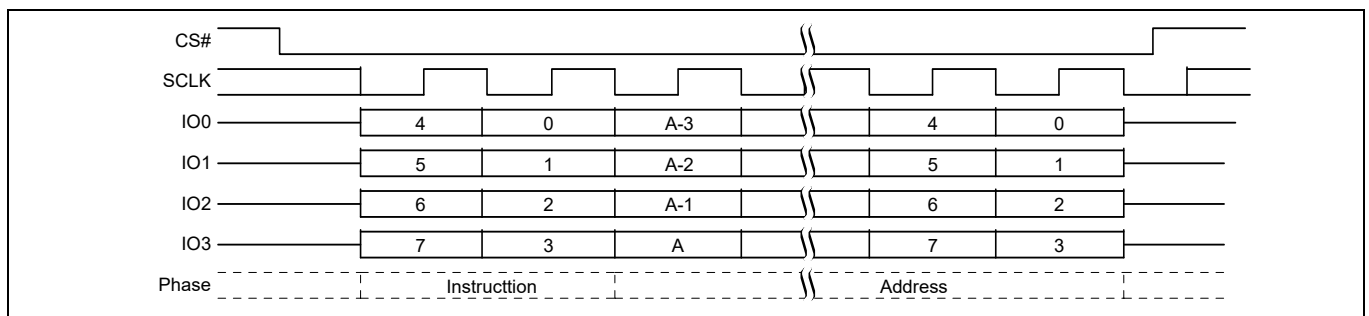 CS#
SCLK
IO0 4 0 A-3 4 0
IO1 5 1 A-2 5 1
IO2 6 2 A-1 6 2
IO3 7 3 A 7 3
Phase Instructtion Address